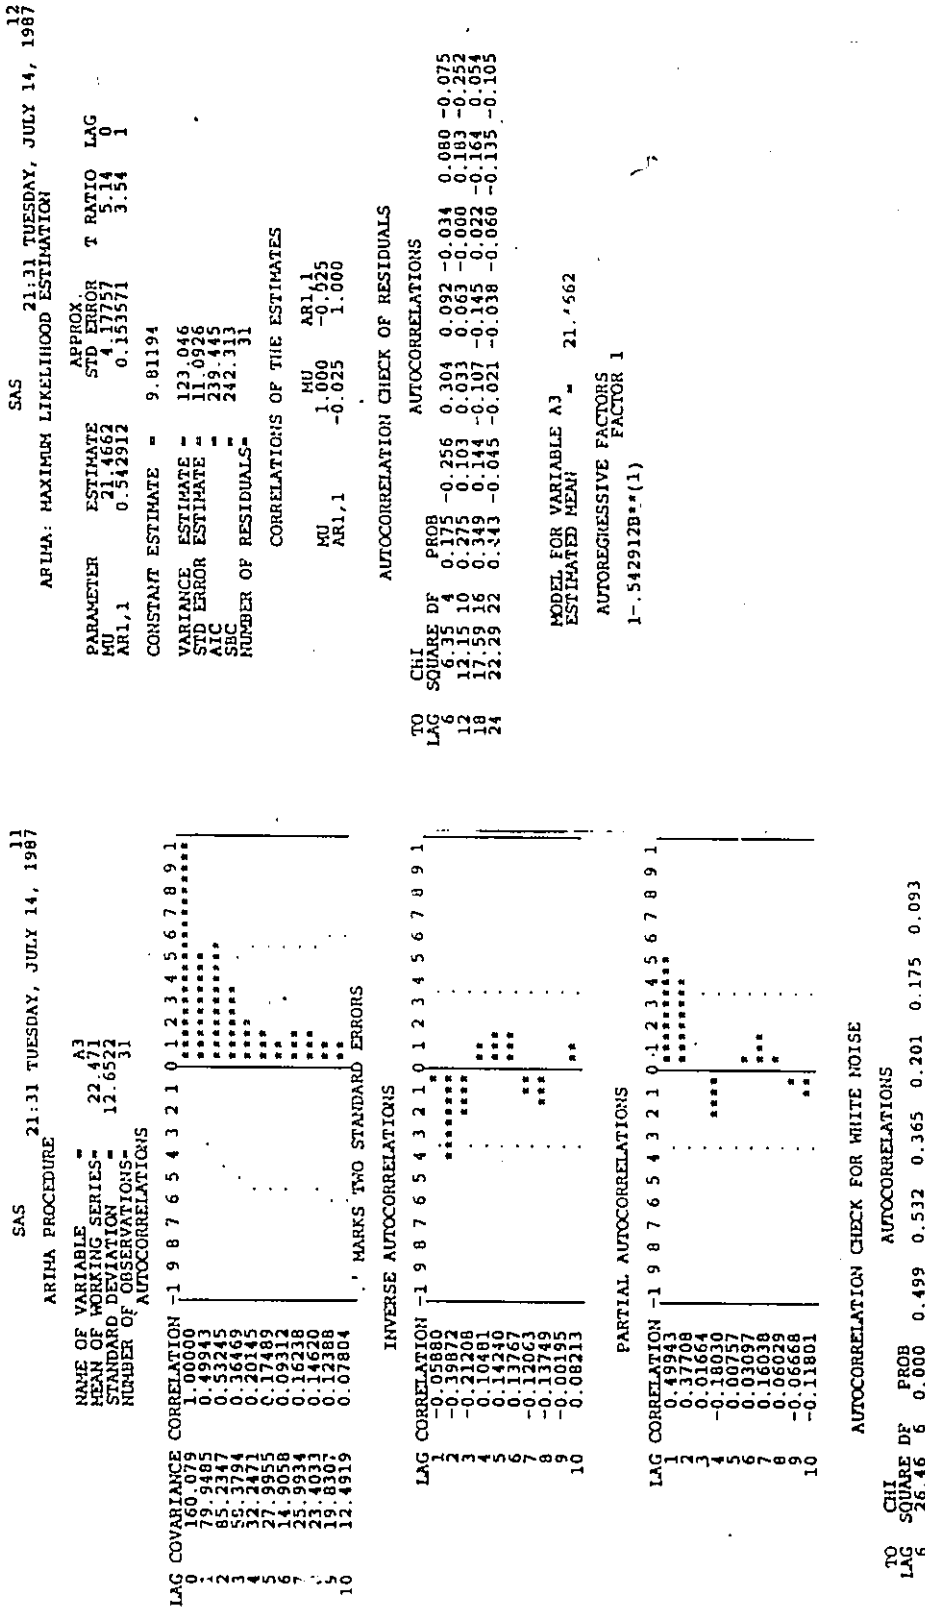 SAS 11
21:31 TUESDAY, JULY 14, 1987
ARIMA PROCEDURE
NAME OF VARIABLE = A3
MEAN OF WORKING SERIES= 22.471
STANDARD DEVIATION = 12.6522
NUMBER OF OBSERVATIONS= 31
AUTOCORRELATIONS
LAG COVARIANCE CORRELATION -1 9 8 7 6 5 4 3 2 1 0 1 2 3 4 5 6 7 8 9 1
0 160.079 1.00000 ********************
79.9485 0.49943 **********
2 85.2347 0.53245 ***********
3 0.36469 *******
4 32.2471 0.20145 ****
5 27.9955 0.17489 ***
6 14.9058 0.09312 **
7 25.9934 0.16238 ***
23.4033 0.14620 ***
19.8307 0.12388 **
10 12.4919 0.07804 **
'.' MARKS TWO STANDARD ERRORS
INVERSE AUTOCORRELATIONS
LAG CORRELATION -1 9 8 7 6 5 4 3 2 1 0 1 2 3 4 5 6 7 8 9 1
1 -0.05880 *
2 -0.39872 ********
3 -0.21208 ****
4 0.10481 **
5 0.14240 ***
6 0.13767 ***
7 -0.12063 **
8 -0.13749 ***
9 -0.00195
10 0.08213 **
PARTIAL AUTOCORRELATIONS
LAG CORRELATION -1 9 8 7 6 5 4 3 2 1 0 1 2 3 4 5 6 7 8 9 1
1 0.49943 **********
2 0.37708 ********
3 0.01664
4 -0.18030 ****
5 0.00757
6 0.03097 *
7 0.16038 ***
8 0.06029 *
9 -0.06668 *
10 -0.11801 **
AUTOCORRELATION CHECK FOR WHITE NOISE
TO CHI AUTOCORRELATIONS
LAG SQUARE DF PROB
6 26.46 6 0.000 0.499 0.532 0.365 0.201 0.175 0.093
SAS 12
21:31 TUESDAY, JULY 14, 1987
ARIMA: MAXIMUM LIKELIHOOD ESTIMATION
APPROX.
PARAMETER ESTIMATE STD ERROR T RATIO LAG
MU 21.4662 4.17757 5.14 0
AR1,1 0.542912 0.153571 3.54 1
CONSTANT ESTIMATE = 9.81194
VARIANCE ESTIMATE = 123.046
STD ERROR ESTIMATE = 11.0926
AIC = 239.445
SBC = 242.313
NUMBER OF RESIDUALS= 31
CORRELATIONS OF THE ESTIMATES
MU AR1,1
MU 1.000 -0.025
AR1,1 -0.025 1.000
AUTOCORRELATION CHECK OF RESIDUALS
TO CHI AUTOCORRELATIONS
LAG SQUARE DF PROB
6 6.35 4 0.175 -0.256 0.304 0.092 -0.034 0.080 -0.075
12 12.15 10 0.275 0.103 0.033 0.063 -0.000 0.183 -0.252
18 17.59 16 0.349 0.144 -0.107 -0.145 0.022 -0.164 0.054
24 22.29 22 0.443 -0.045 -0.021 -0.038 -0.060 -0.135 -0.105
MODEL FOR VARIABLE A3
ESTIMATED MEAN =
AUTOREGRESSIVE FACTORS
FACTOR 1
1-.542912B**(1)